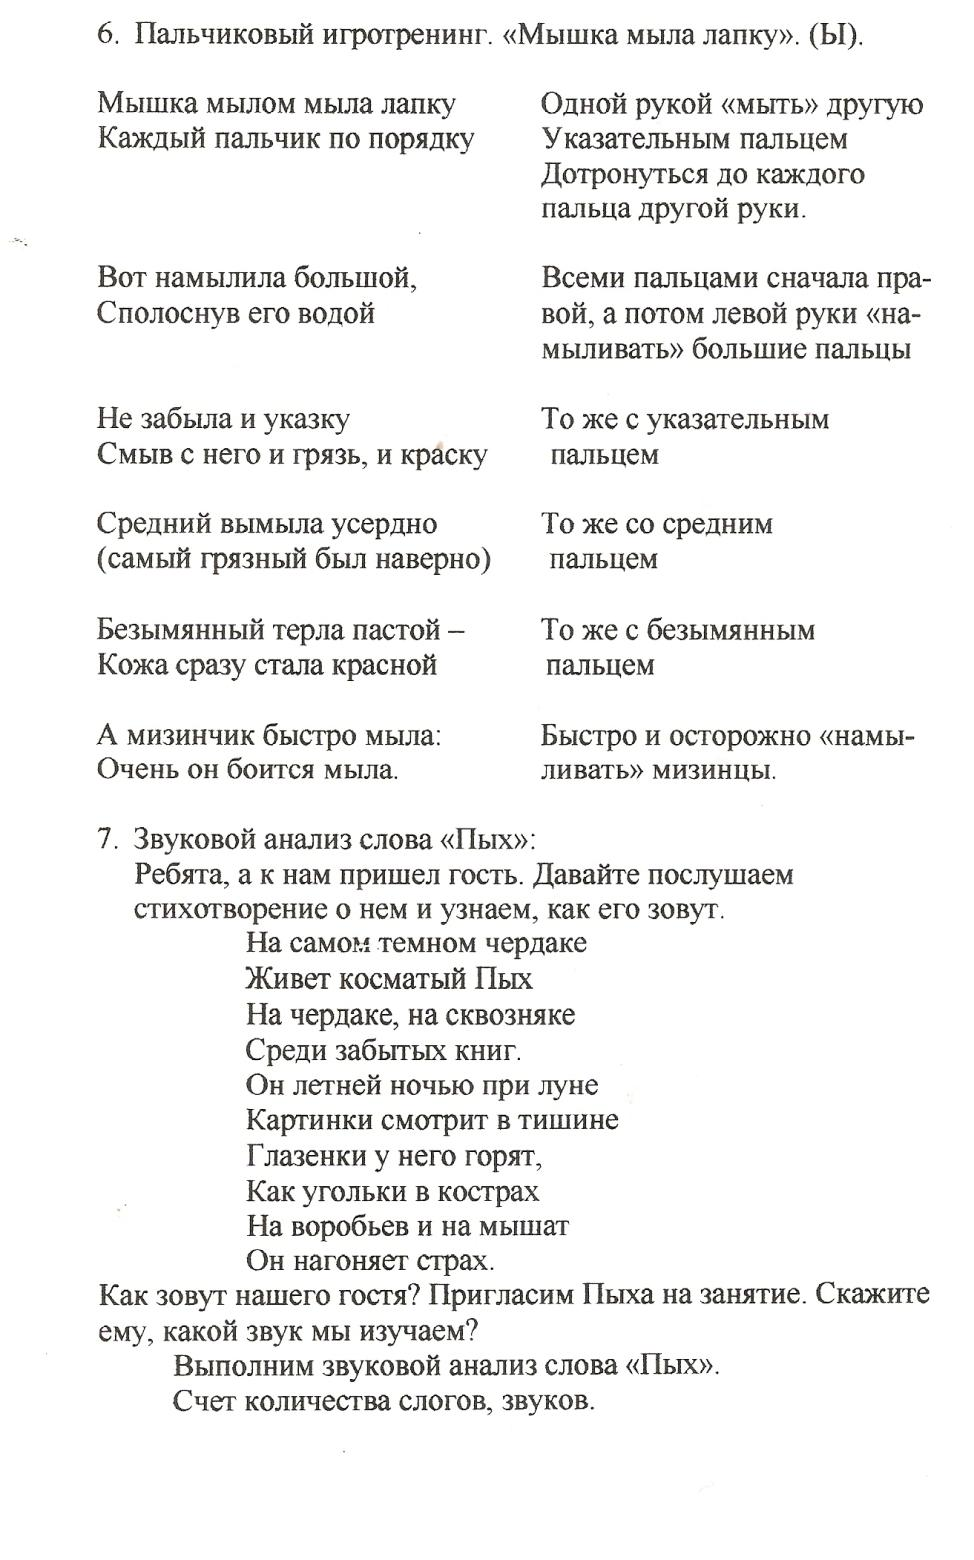 6. Пальчиковый игротренинг. «Мышка мыла лапку». (Ы).
Мышка мылом мыла лапку
Каждый пальчик по порядку
Одной рукой «мыть» другую
Указательным пальцем
Дотронуться до каждого
пальца другой руки.
Вот намылила большой,
Сполоснув его водой
Всеми пальцами сначала пра-
вой, а потом левой руки «на-
мыливать» большие пальцы
Не забыла и указку
Смыв с него и грязь, и краску
То же с указательным
пальцем
Средний вымыла усердно
(самый грязный был наверно)
То же со средним
пальцем
Безымянный терла пастой –
Кожа сразу стала красной
То же с безымянным
пальцем
А мизинчик быстро мыла:
Очень он боится мыла.
Быстро и осторожно «намы-
ливать» мизинцы.
7. Звуковой анализ слова «Пых»:
Ребята, а к нам пришел гость. Давайте послушаем
стихотворение о нем и узнаем, как его зовут.
На самом темном чердаке
Живет косматый Пых
На чердаке, на сквозняке
Среди забытых книг.
Он летней ночью при луне
Картинки смотрит в тишине
Глазенки у него горят,
Как угольки в кострах
На воробьев и на мышат
Он нагоняет страх.
Как зовут нашего гостя? Пригласим Пыха на занятие. Скажите
ему, какой звук мы изучаем?
Выполним звуковой анализ слова «Пых».
Счет количества слогов, звуков.